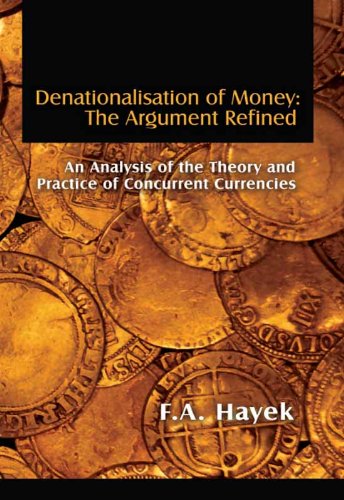 Denationalisation of Money:
The Argument Refined
An Analysis of the Theory and
Practice of Concurrent Currencies
F.A. Hayek